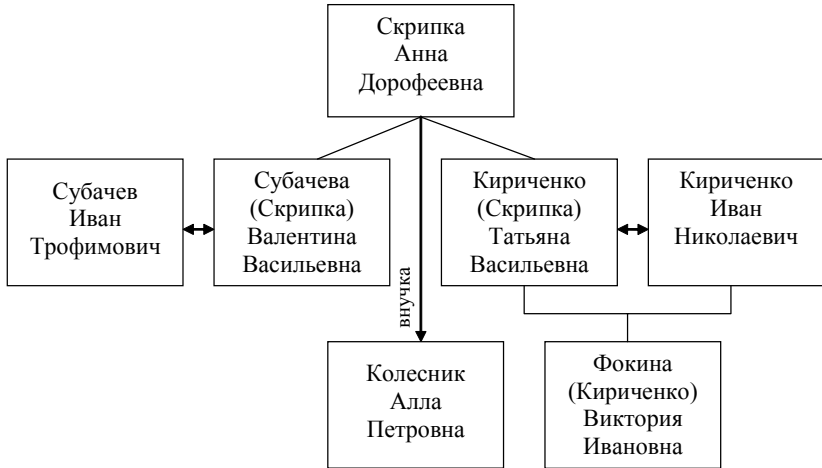 Скрипка
Анна
Дорофеевна
Субачев
Иван
Трофимович
Субачева
(Скрипка)
Валентина
Васильевна
Кириченко
(Скрипка)
Татьяна
Васильевна
Кириченко
Иван
Николаевич
внучка
Колесник
Алла
Петровна
Фокина
(Кириченко)
Виктория
Ивановна